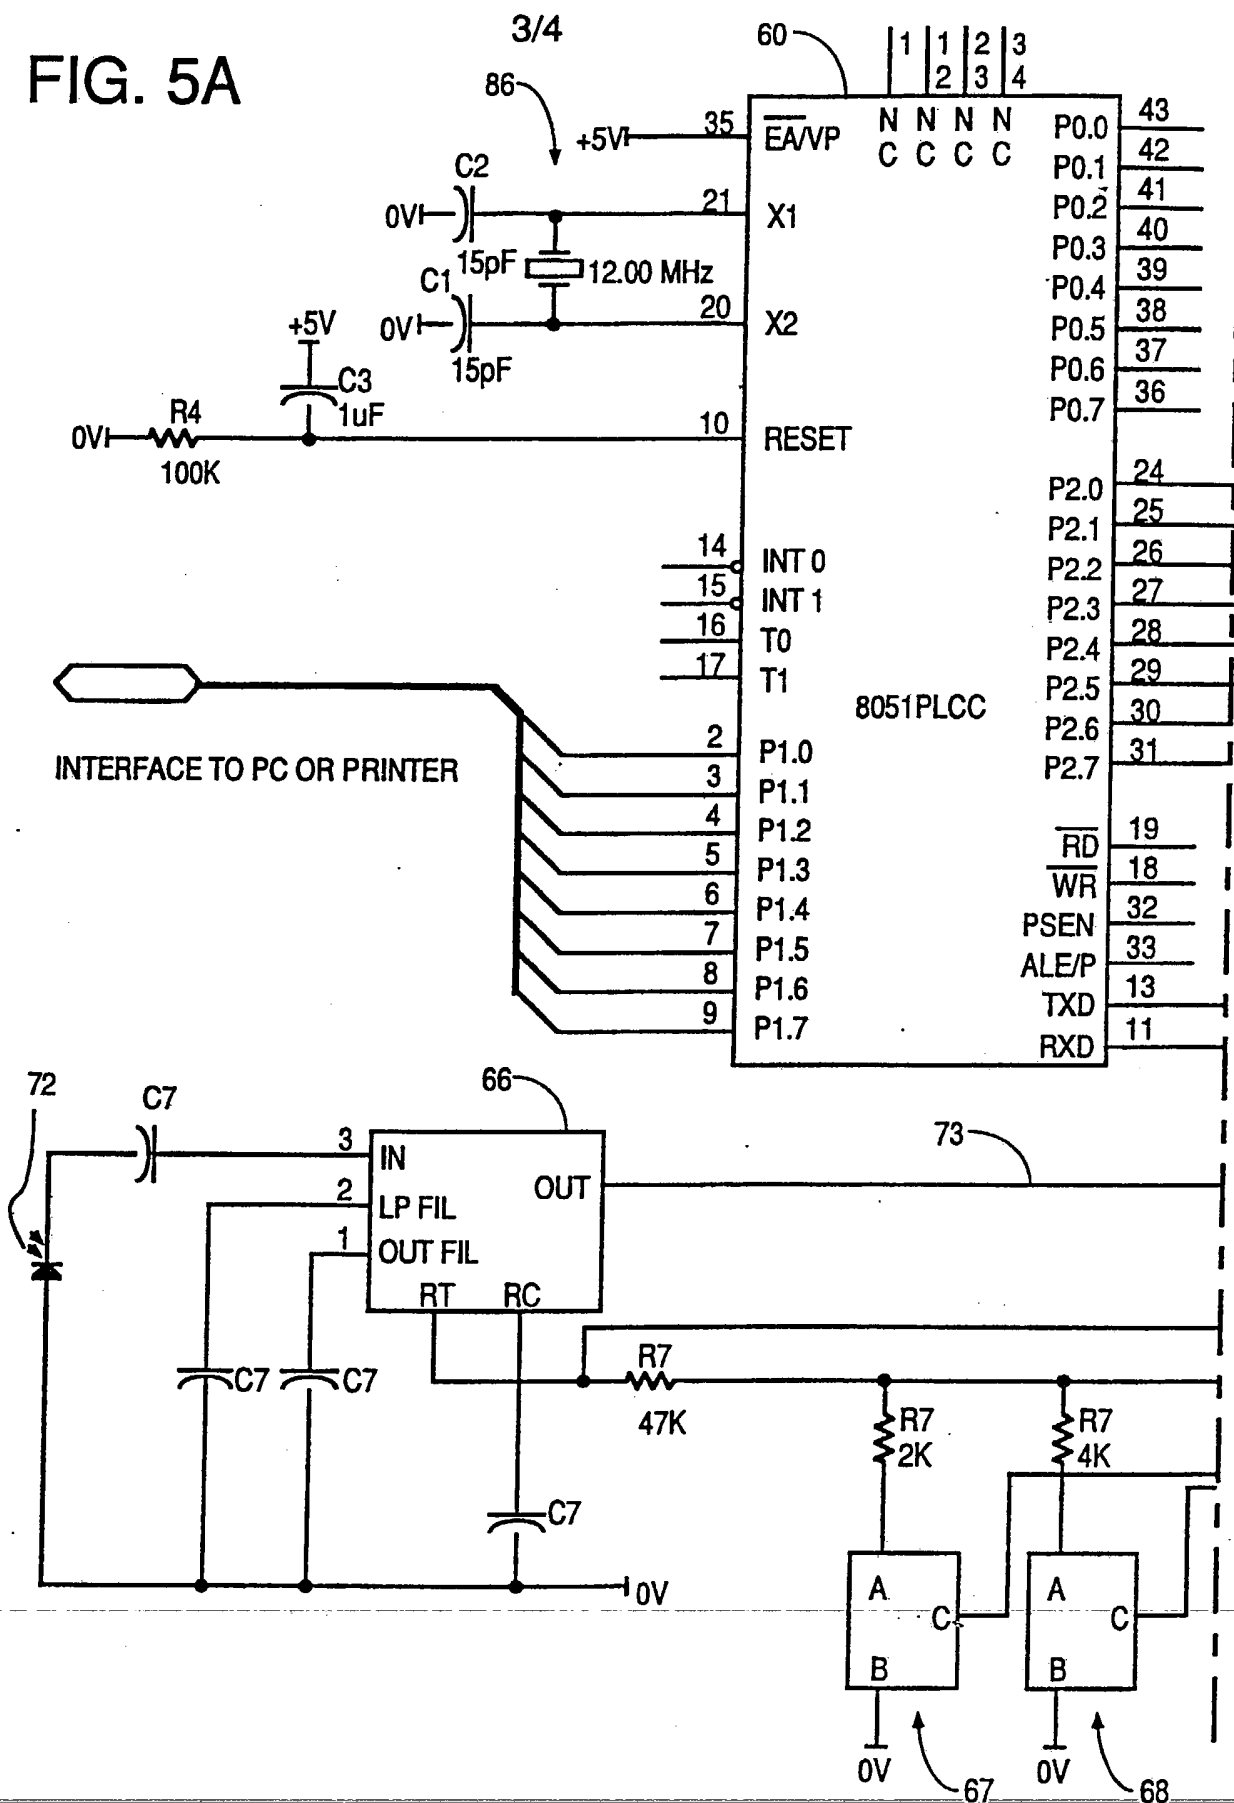 3/4
FIG. 5A
86
60
1 1 2 3
2 3 4
N N N N
C C C C
+5V
35
EA/VP
C2
0V
15pF
21
X1
12.00 MHz
C1
0V
15pF
20
X2
+5V
C3
1uF
R4
0V
100K
10
RESET
14
INT 0
15
INT 1
16
T0
17
T1
8051PLCC
INTERFACE TO PC OR PRINTER
2
P1.0
3
P1.1
4
P1.2
5
P1.3
6
P1.4
7
P1.5
8
P1.6
9
P1.7
P0.0
43
P0.1
42
P0.2
41
P0.3
40
P0.4
39
P0.5
38
P0.6
37
P0.7
36
P2.0
24
P2.1
25
P2.2
26
P2.3
27
P2.4
28
P2.5
29
P2.6
30
P2.7
31
RD
19
WR
18
PSEN
32
ALE/P
33
TXD
13
RXD
11
72
C7
66
73
3
IN
2
LP FIL
1
OUT FIL
OUT
RT
RC
C7
C7
C7
0V
R7
47K
R7
2K
R7
4K
A
C
B
0V
67
A
C
B
0V
68